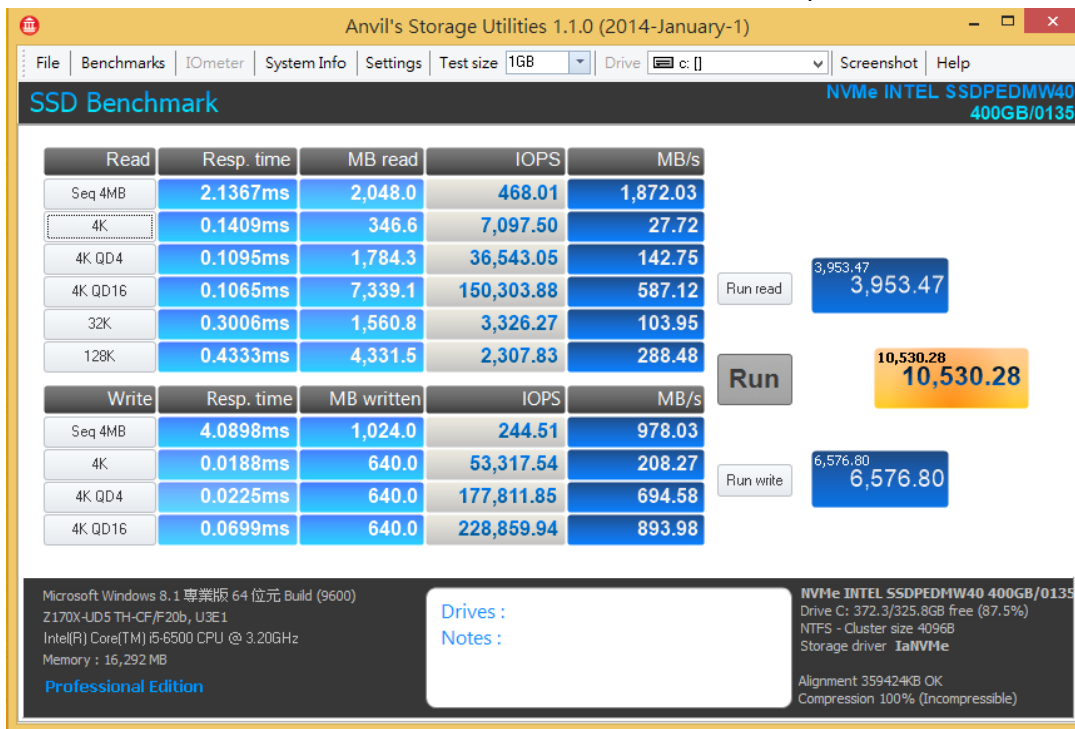 Anvil's Storage Utilities 1.1.0 (2014-January-1)
File Benchmarks IOmeter System Info Settings Test size 1GB Drive c: [] Screenshot Help
SSD Benchmark
NVMe INTEL SSDPEDMW40
400GB/0135
Read Resp. time MB read IOPS MB/s
Seq 4MB 2.1367ms 2,048.0 468.01 1,872.03
4K 0.1409ms 346.6 7,097.50 27.72
4K QD4 0.1095ms 1,784.3 36,543.05 142.75
4K QD16 0.1065ms 7,339.1 150,303.88 587.12
32K 0.3006ms 1,560.8 3,326.27 103.95
128K 0.4333ms 4,331.5 2,307.83 288.48
Run read
3,953.47
3,953.47
Run
10,530.28
10,530.28
Write Resp. time MB written IOPS MB/s
Seq 4MB 4.0898ms 1,024.0 244.51 978.03
4K 0.0188ms 640.0 53,317.54 208.27
4K QD4 0.0225ms 640.0 177,811.85 694.58
4K QD16 0.0699ms 640.0 228,859.94 893.98
Run write
6,576.80
6,576.80
Microsoft Windows 8.1 專業版 64 位元 Build (9600)
Z170X-UD5 TH-CF/F20b, U3E1
Intel(R) Core(TM) i5-6500 CPU @ 3.20GHz
Memory : 16,292 MB
Professional Edition
Drives :
Notes :
NVMe INTEL SSDPEDMW40 400GB/0135
Drive C: 372.3/325.8GB free (87.5%)
NTFS - Cluster size 4096B
Storage driver IaNVMe
Alignment 359424KB OK
Compression 100% (Incompressible)